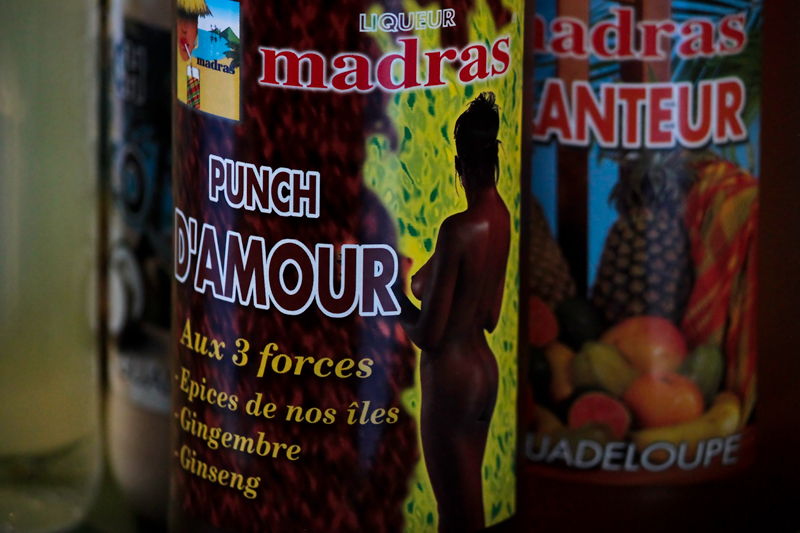 madras
LIQUEUR
madras
PUNCH
D'AMOUR
Aux 3 forces
-Epices de nos îles
-Gingembre
-Ginseng
madras
ANTEUR
UADELOUPE